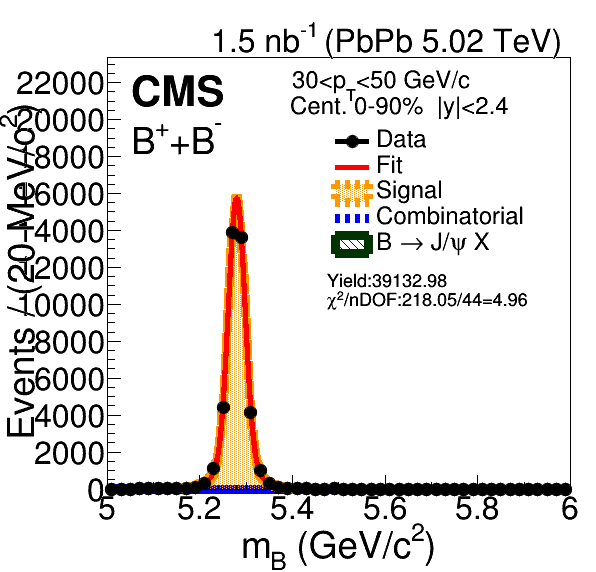 1.5 nb⁻¹ (PbPb 5.02 TeV)
CMS
B⁺+B⁻
30<p_T<50 GeV/c
Cent. 0-90% |y|<2.4
Data
Fit
Signal
Combinatorial
B → J/ψ X
Yield:39132.98
χ²/nDOF:218.05/44=4.96
Events / (20 MeV/c²)
22000
20000
18000
16000
14000
12000
10000
8000
6000
4000
2000
0
5 5.2 5.4 5.6 5.8 6
m_B (GeV/c²)